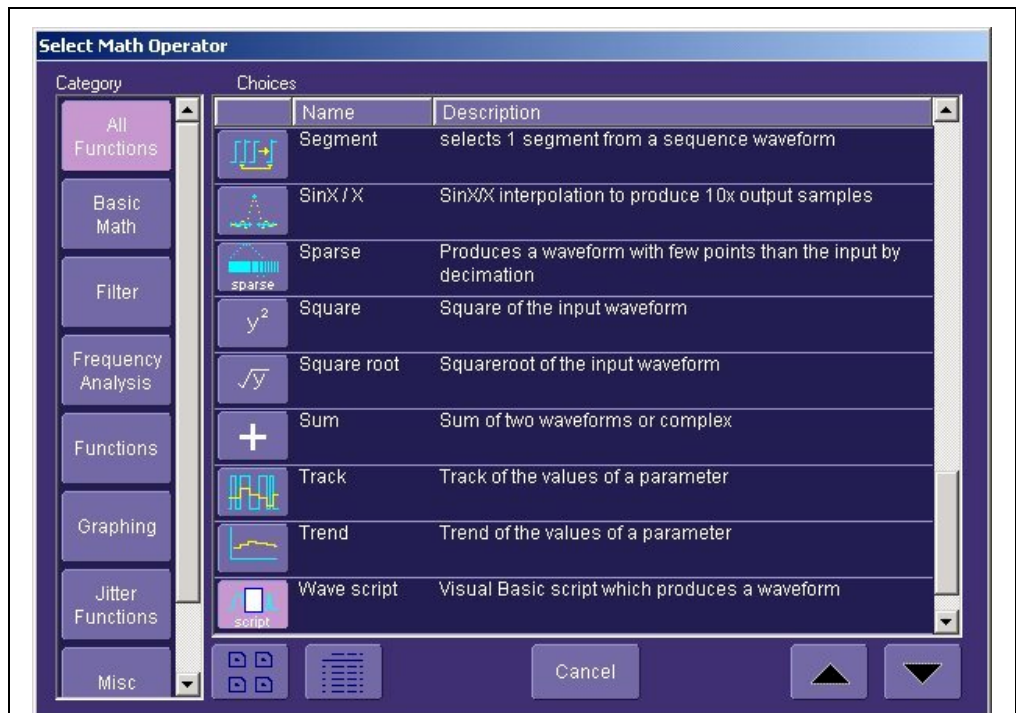 Select Math Operator
Category
Choices
All
Functions
Basic
Math
Filter
Frequency
Analysis
Functions
Graphing
Jitter
Functions
Misc
Name Description
Segment selects 1 segment from a sequence waveform
SinX / X SinX/X interpolation to produce 10x output samples
sparse Sparse Produces a waveform with few points than the input by
decimation
y² Square Square of the input waveform
√y Square root Squareroot of the input waveform
+ Sum Sum of two waveforms or complex
Track Track of the values of a parameter
Trend Trend of the values of a parameter
script Wave script Visual Basic script which produces a waveform
Cancel